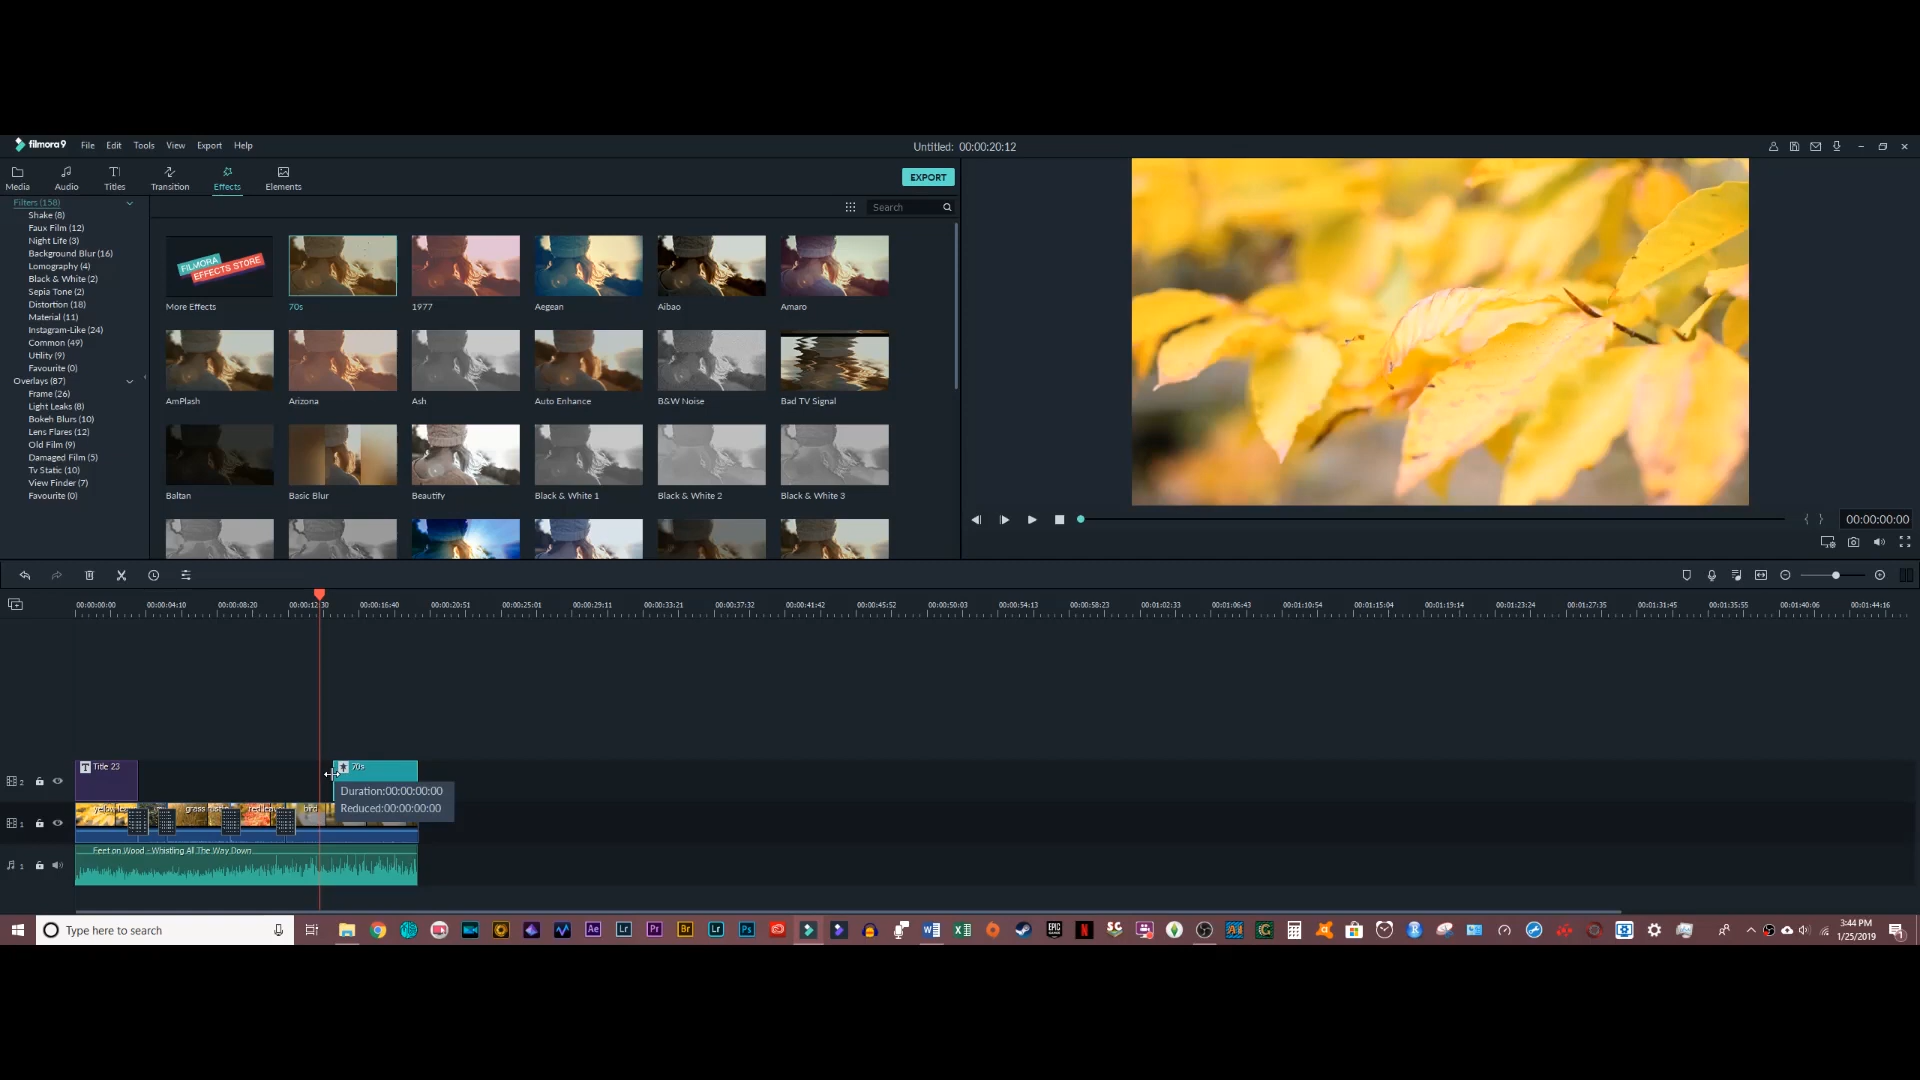 filmora9 File Edit Tools View Export Help
Untitled: 00:00:20:12
Media Audio Titles Transition Effects Elements
EXPORT
Filters (158)
Shake (8)
Faux Film (12)
Night Life (3)
Background Blur (16)
Lomography (4)
Black & White (2)
Sepia Tone (2)
Distortion (18)
Material (11)
Instagram-Like (24)
Common (49)
Utility (9)
Favourite (0)
Overlays (87)
Frame (26)
Light Leaks (8)
Bokeh Blurs (10)
Lens Flares (12)
Old Film (9)
Damaged Film (5)
Tv Static (10)
View Finder (7)
Favourite (0)
Search
FILMORA
EFFECTS STORE
More Effects 70s 1977 Aegean Aibao Amaro
AmPlash Arizona Ash Auto Enhance B&W Noise Bad TV Signal
Baltan Basic Blur Beautify Black & White 1 Black & White 2 Black & White 3
00:00:00:00
00:00:00:00 00:00:04:10 00:00:08:20 00:00:12:30 00:00:16:40 00:00:20:51 00:00:25:01 00:00:29:11 00:00:33:21 00:00:37:32 00:00:41:42 00:00:45:52 00:00:50:03 00:00:54:13 00:00:58:23 00:01:02:33 00:01:06:43 00:01:10:54 00:01:15:04 00:01:19:14 00:01:23:24 00:01:27:35 00:01:31:45 00:01:35:55 00:01:40:06 00:01:44:16
2 T Title 23 70s
Duration:00:00:00:00
Reduced:00:00:00:00
1 bird
1 Feet on Wood - Whistling All The Way Down
Type here to search
Ae Lr Pr Br Lr Ps
EPIC
N
3:44 PM
1/25/2019